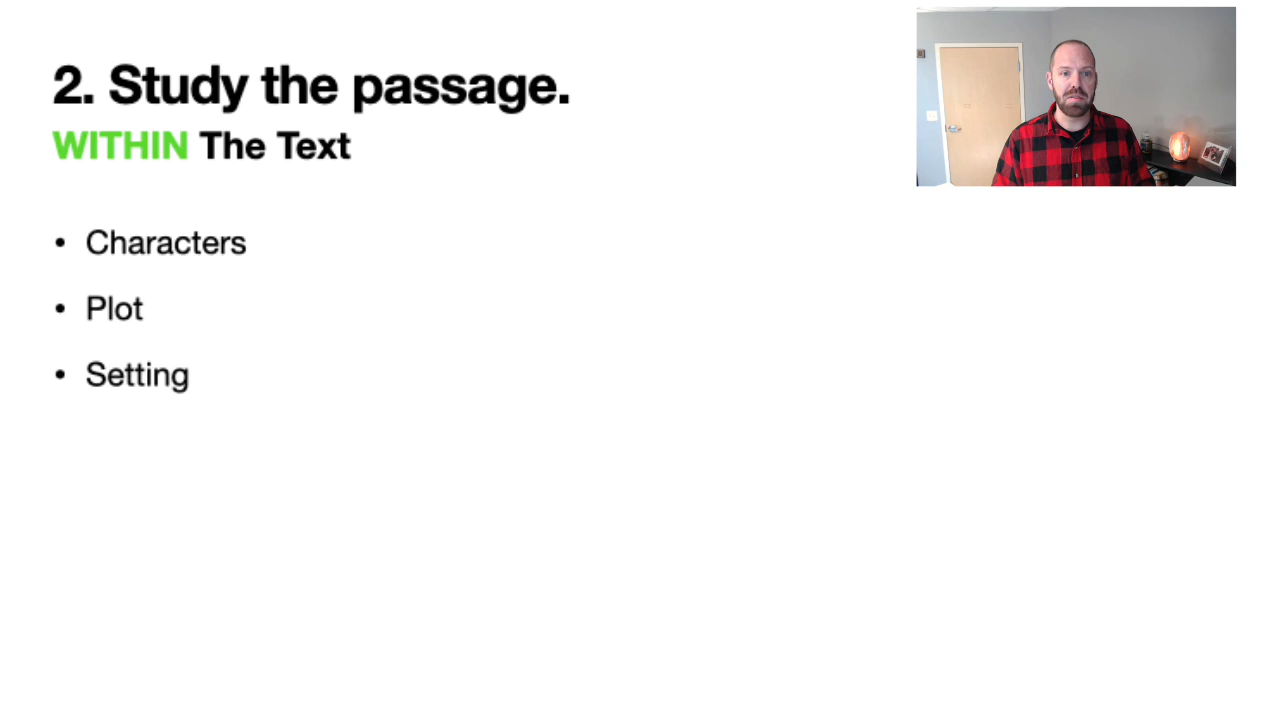 2. Study the passage.
WITHIN The Text
• Characters
• Plot
• Setting